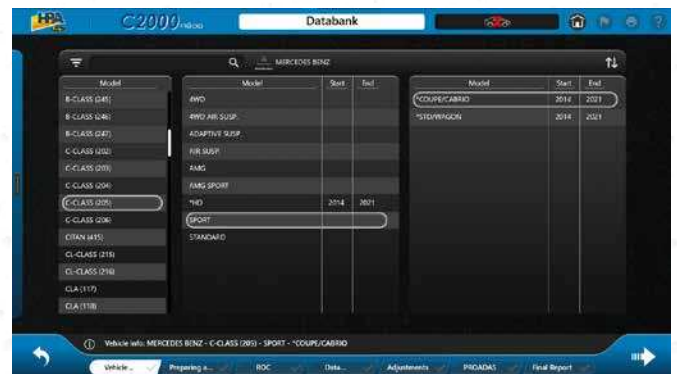 HPA
C2000
Databank
MERCEDES BENZ
Model
Model Start End
Model Start End
B-CLASS (245)
B-CLASS (246)
B-CLASS (247)
C-CLASS (202)
C-CLASS (203)
C-CLASS (204)
C-CLASS (205)
C-CLASS (206)
CITAN (415)
CL-CLASS (215)
CL-CLASS (216)
CLA (117)
CLA (118)
4WD
4WD AIR SUSP.
ADAPTIVE SUSP.
AIR SUSP.
AMG
AMG SPORT
*HD 2014 2021
SPORT
STANDARD
*COUPE/CABRIO 2014 2021
*STD/WAGON 2014 2021
Vehicle info: MERCEDES BENZ - C-CLASS (205) - SPORT - *COUPE/CABRIO
Vehicle ... Preparing a... ROC Data... Adjustments PROADAS Final Report